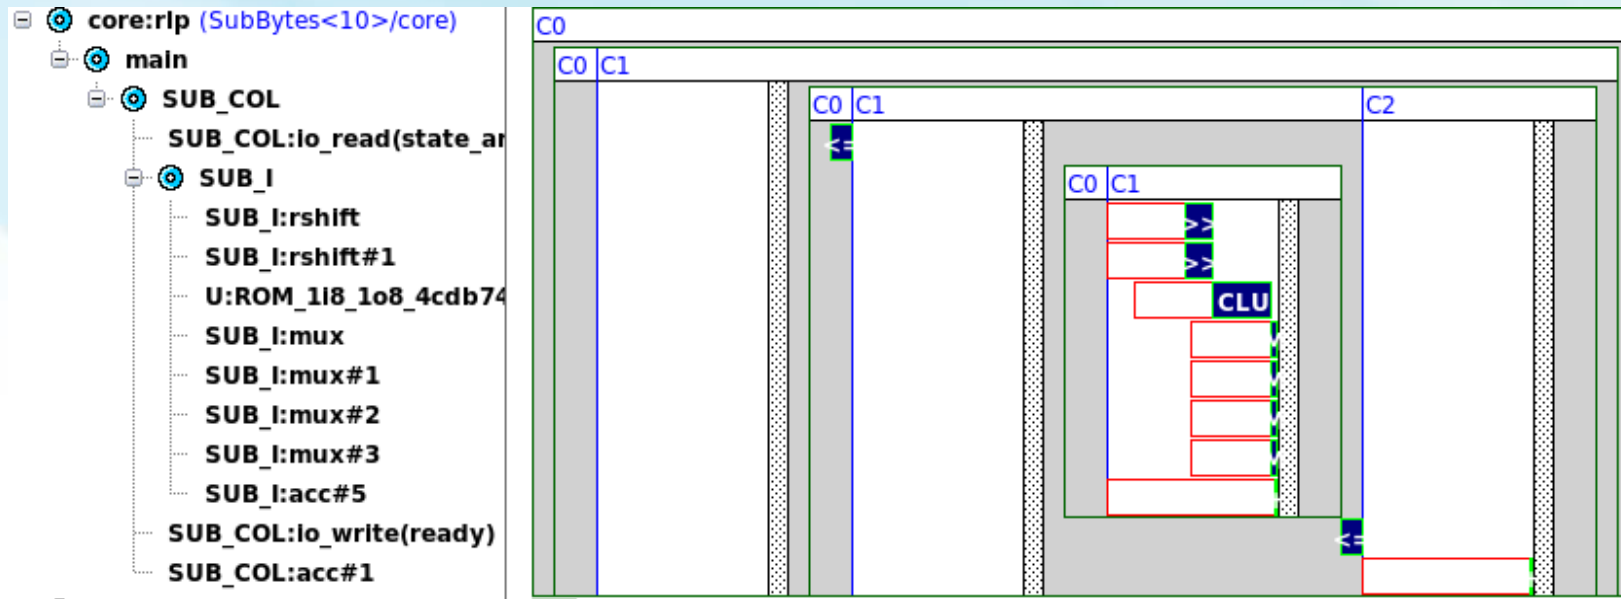 core:rlp (SubBytes<10>/core)
main
SUB_COL
SUB_COL:io_read(state_ar
SUB_I
SUB_I:rshift
SUB_I:rshift#1
U:ROM_1i8_1o8_4cdb74
SUB_I:mux
SUB_I:mux#1
SUB_I:mux#2
SUB_I:mux#3
SUB_I:acc#5
SUB_COL:io_write(ready)
SUB_COL:acc#1
C0
C0 C1
C0 C1 C2
<=
C0 C1
>>
>>
CLU
<=